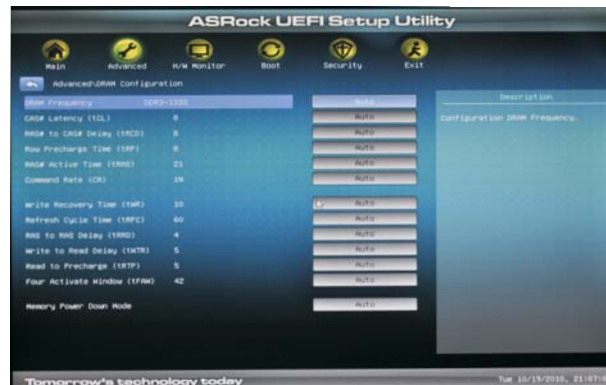 ASRock UEFI Setup Utility
Main Advanced H/W Monitor Boot Security Exit
Advanced\DRAM Configuration
DRAM Frequency DDR3-1333 Auto
CAS# Latency (tCL) 8 Auto
RAS# to CAS# Delay (tRCD) 8 Auto
Row Precharge Time (tRP) 8 Auto
RAS# Active Time (tRAS) 21 Auto
Command Rate (CR) 1N Auto
Write Recovery Time (tWR) 10 Auto
Refresh Cycle Time (tRFC) 60 Auto
RAS to RAS Delay (tRRD) 4 Auto
Write to Read Delay (tWTR) 5 Auto
Read to Precharge (tRTP) 5 Auto
Four Activate Window (tFAW) 42 Auto
Memory Power Down Mode Auto
Description
Configuration DRAM Frequency.
Tomorrow's technology today
Tue 10/19/2010, 21:07: